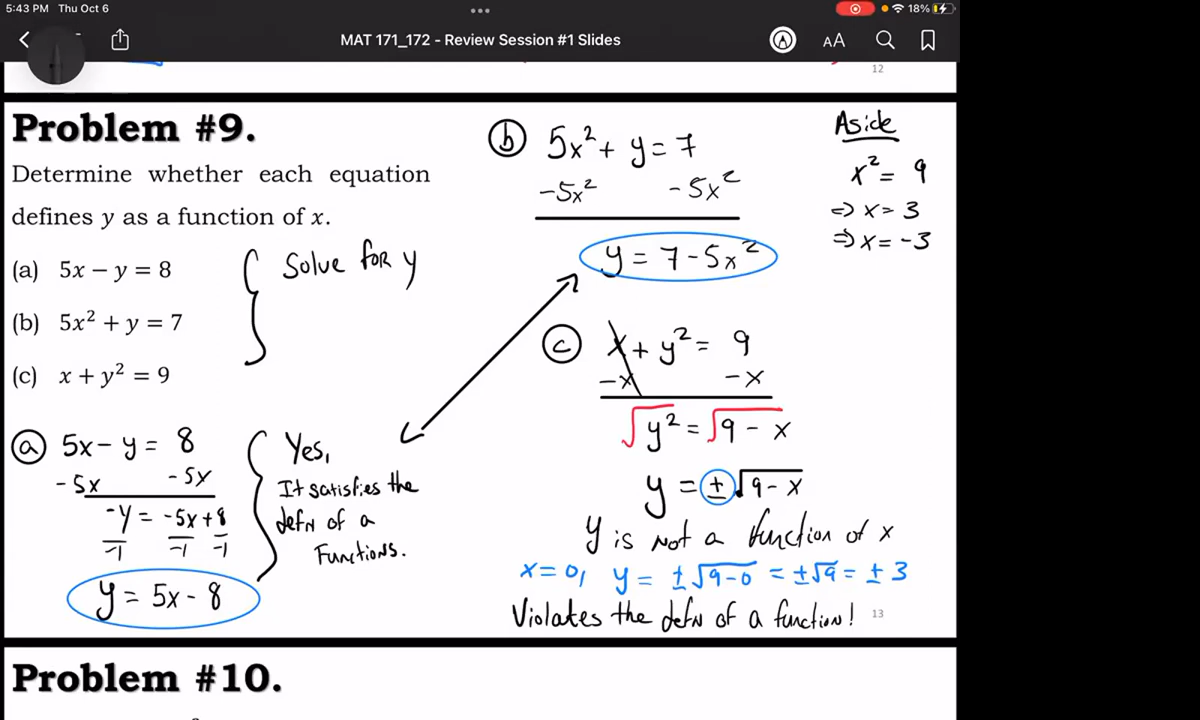 5:43 PM Thu Oct 6
18%
MAT 171_172 - Review Session #1 Slides
AA
12
Problem #9.
Determine whether each equation
defines y as a function of x.
(a) 5x − y = 8
(b) 5x² + y = 7
(c) x + y² = 9
Solve for y
(a) 5x - y = 8
-5x -5x
-y = -5x + 8
-1 -1 -1
y = 5x - 8
Yes,
It satisfies the
defn of a
Functions.
(b) 5x² + y = 7
-5x² -5x²
y = 7 - 5x²
(c) x + y² = 9
-x -x
√y² = √9 - x
y = ± √9 - x
y is not a function of x
x = 0, y = ± √9-0 = ± √9 = ± 3
Violates the defn of a function!
13
Aside
x² = 9
=> x = 3
=> x = -3
Problem #10.